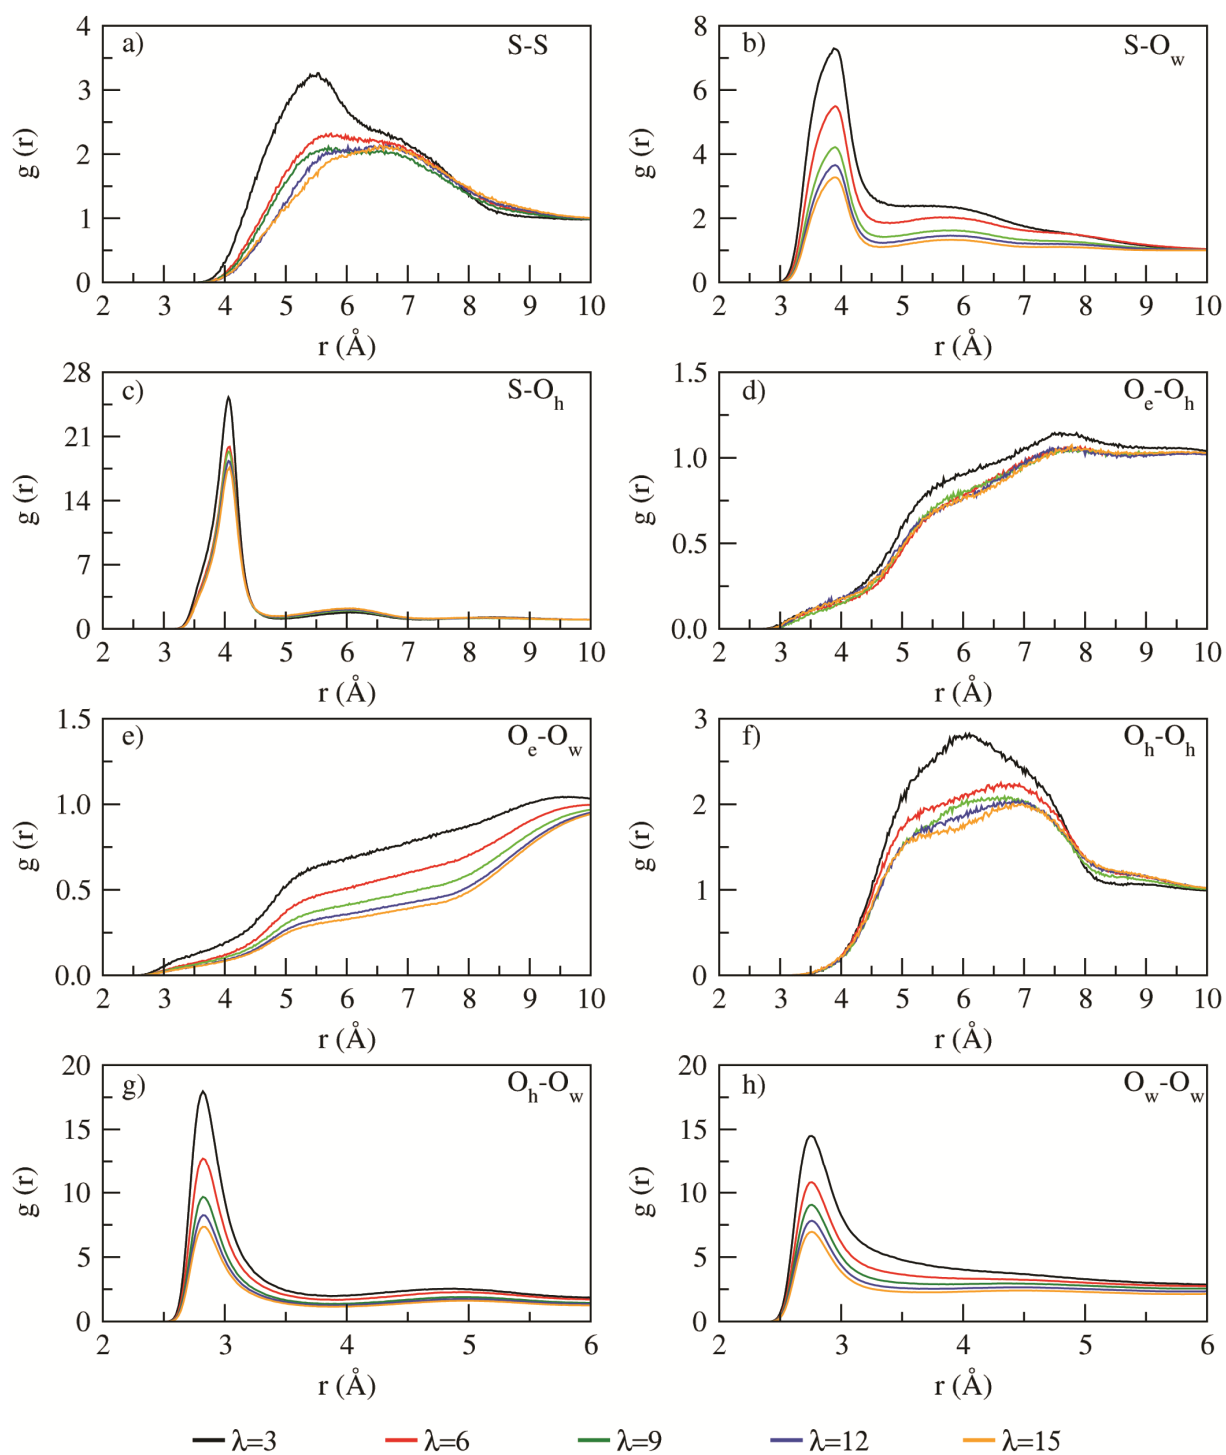 a) S-S
4
3
2
1
0
g (r)
2 3 4 5 6 7 8 9 10
r (Å)
b) S-Ow
8
6
4
2
0
g (r)
2 3 4 5 6 7 8 9 10
r (Å)
c) S-Oh
28
21
14
7
0
g (r)
2 3 4 5 6 7 8 9 10
r (Å)
d) Oe-Oh
1.5
1.0
0.5
0.0
g (r)
2 3 4 5 6 7 8 9 10
r (Å)
e) Oe-Ow
1.5
1.0
0.5
0.0
g (r)
2 3 4 5 6 7 8 9 10
r (Å)
f) Oh-Oh
3
2
1
0
g (r)
2 3 4 5 6 7 8 9 10
r (Å)
g) Oh-Ow
20
15
10
5
0
g (r)
2 3 4 5 6
r (Å)
h) Ow-Ow
20
15
10
5
0
g (r)
2 3 4 5 6
r (Å)
λ=3 λ=6 λ=9 λ=12 λ=15